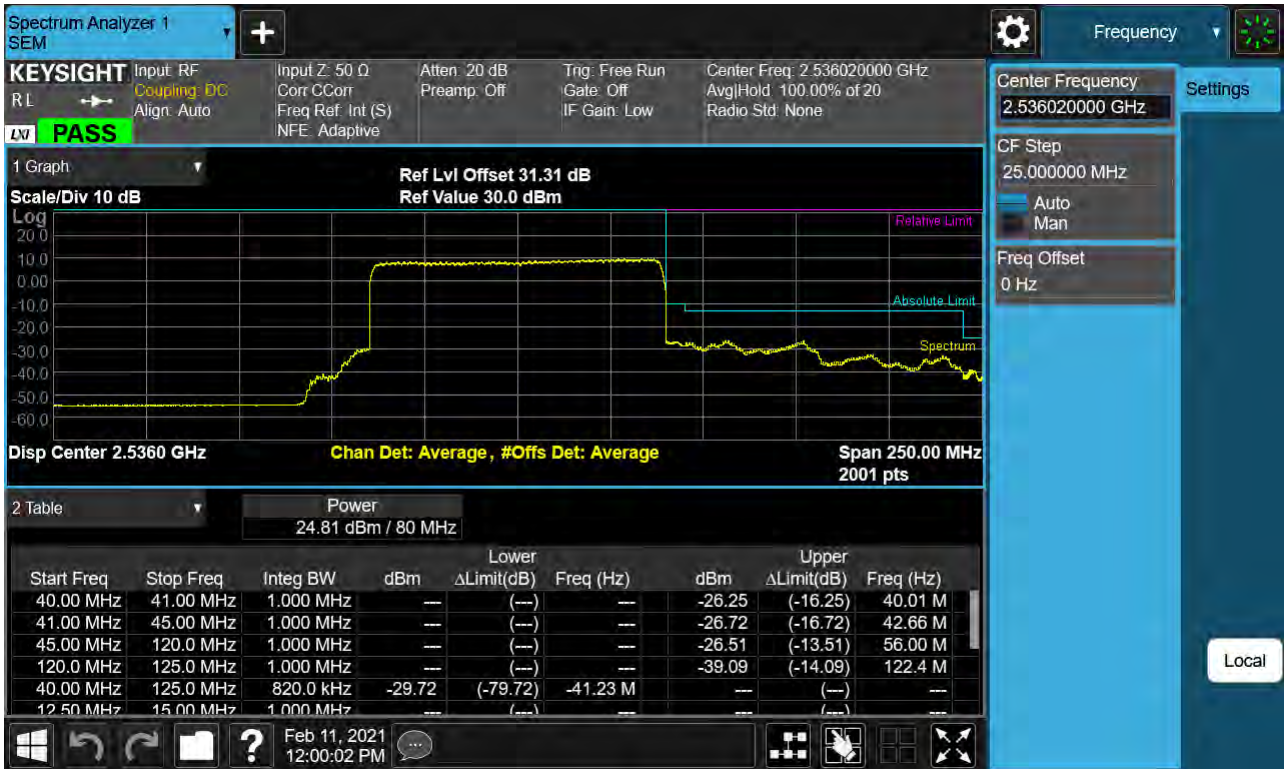 Spectrum Analyzer 1
SEM
Frequency
KEYSIGHT
R L
LXI
PASS
Input: RF
Coupling: DC
Align: Auto
Input Z: 50 Ω
Corr CCorr
Freq Ref: Int (S)
NFE: Adaptive
Atten: 20 dB
Preamp: Off
Trig: Free Run
Gate: Off
IF Gain: Low
Center Freq: 2.536020000 GHz
Avg|Hold: 100.00% of 20
Radio Std: None
Center Frequency
2.536020000 GHz
Settings
CF Step
25.000000 MHz
Auto
Man
Freq Offset
0 Hz
1 Graph
Scale/Div 10 dB
Ref Lvl Offset 31.31 dB
Ref Value 30.0 dBm
Log
20.0
10.0
0.00
-10.0
-20.0
-30.0
-40.0
-50.0
-60.0
Relative Limit
Absolute Limit
Spectrum
Disp Center 2.5360 GHz
Chan Det: Average, #Offs Det: Average
Span 250.00 MHz
2001 pts
2 Table
Power
24.81 dBm / 80 MHz
Lower Upper
Start Freq Stop Freq Integ BW dBm ΔLimit(dB) Freq (Hz) dBm ΔLimit(dB) Freq (Hz)
40.00 MHz 41.00 MHz 1.000 MHz --- (---) --- -26.25 (-16.25) 40.01 M
41.00 MHz 45.00 MHz 1.000 MHz --- (---) --- -26.72 (-16.72) 42.66 M
45.00 MHz 120.0 MHz 1.000 MHz --- (---) --- -26.51 (-13.51) 56.00 M
120.0 MHz 125.0 MHz 1.000 MHz --- (---) --- -39.09 (-14.09) 122.4 M
40.00 MHz 125.0 MHz 820.0 kHz -29.72 (-79.72) -41.23 M --- (---) ---
12.50 MHz 15.00 MHz 1.000 MHz --- (---) --- --- (---) ---
Local
Feb 11, 2021
12:00:02 PM